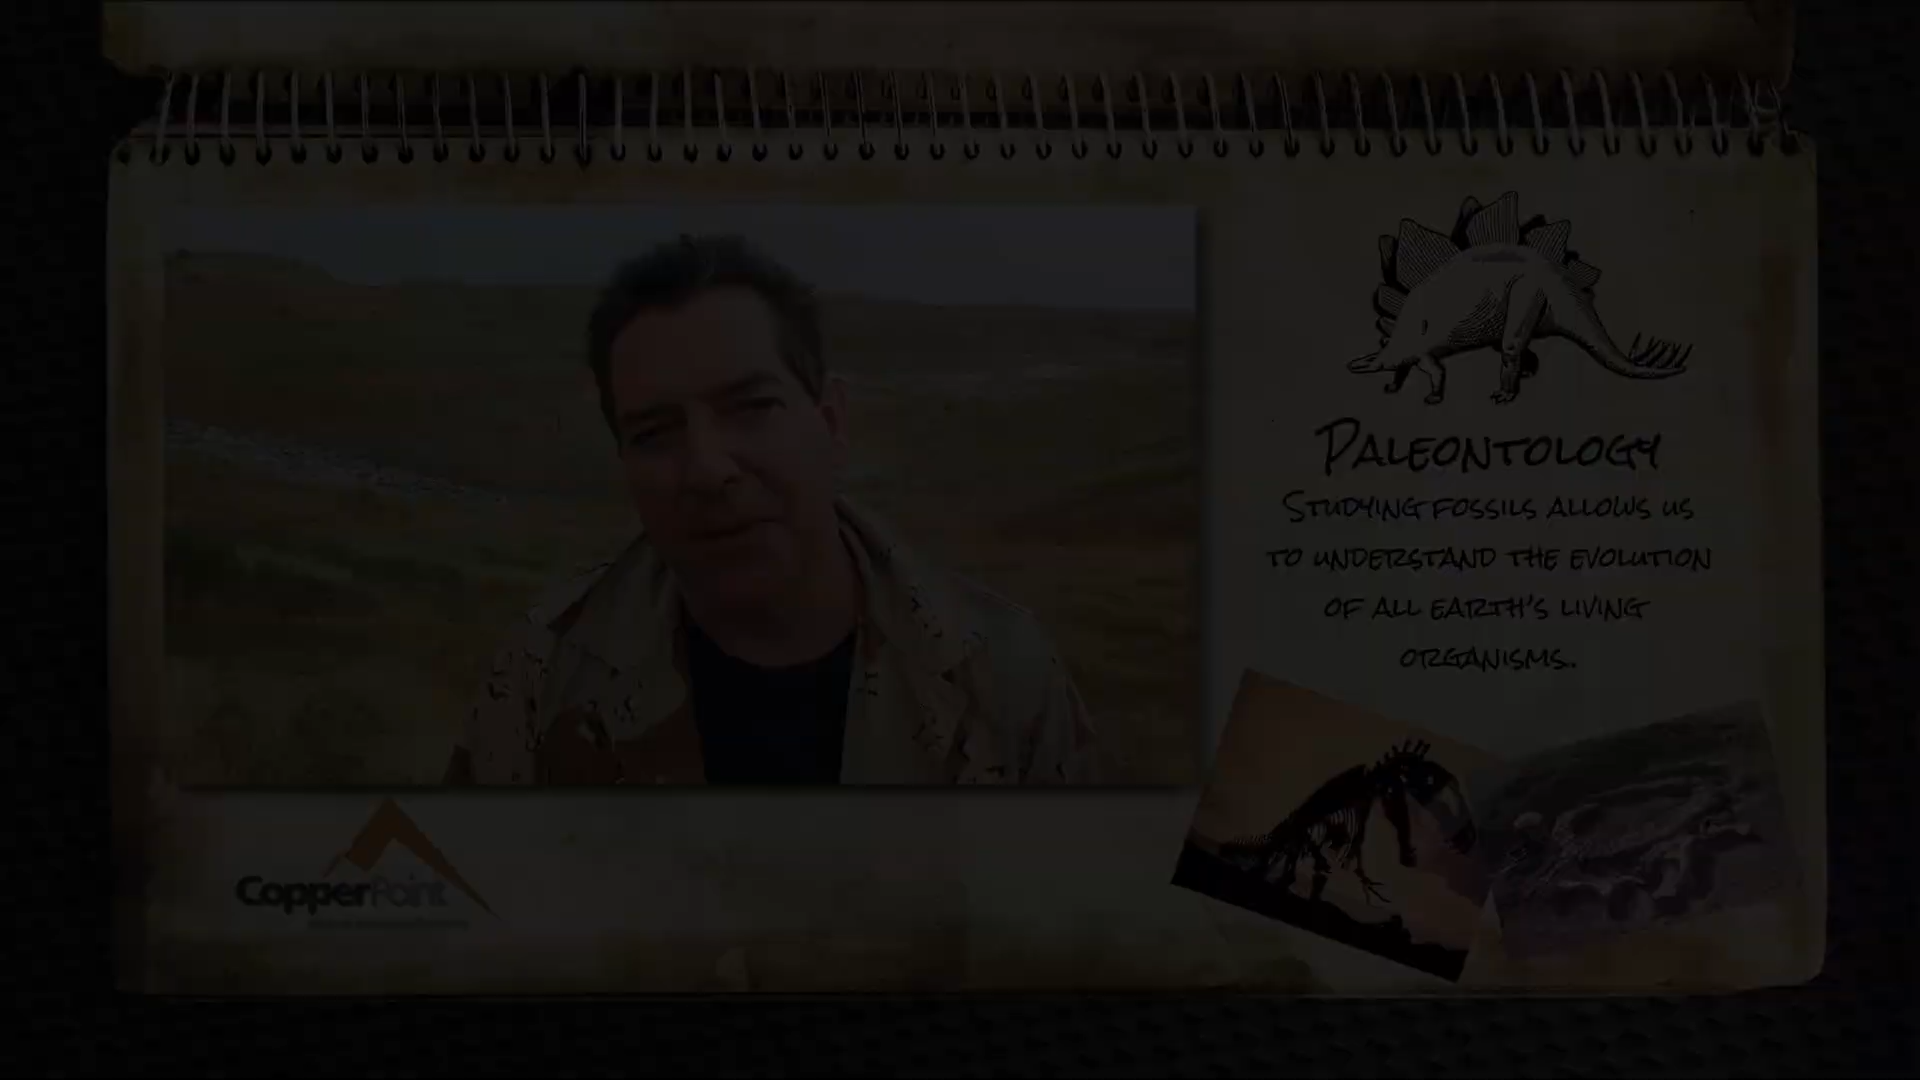 Paleontology
Studying fossils allows us
to understand the evolution
of all earth's living
organisms.
CopperPoint